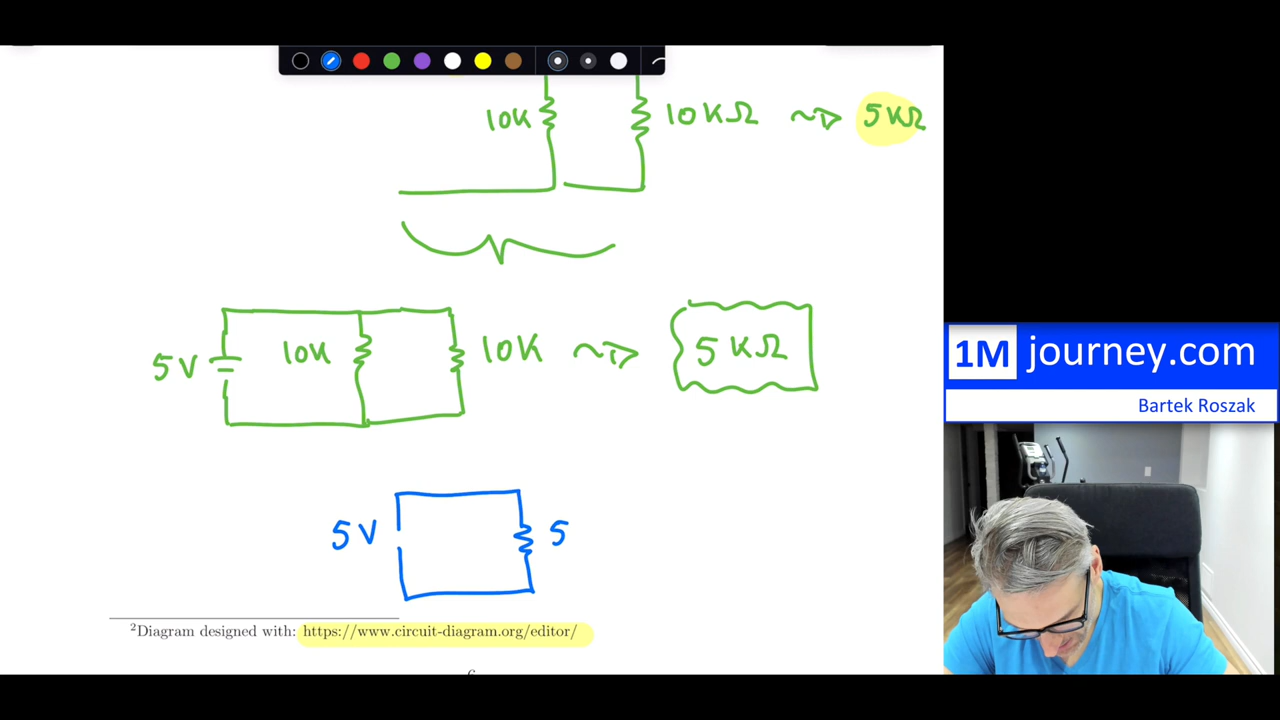 10K 10KΩ 5KΩ
5V 10K 10K 5KΩ
1M journey.com
Bartek Roszak
5V 5
²Diagram designed with: https://www.circuit-diagram.org/editor/